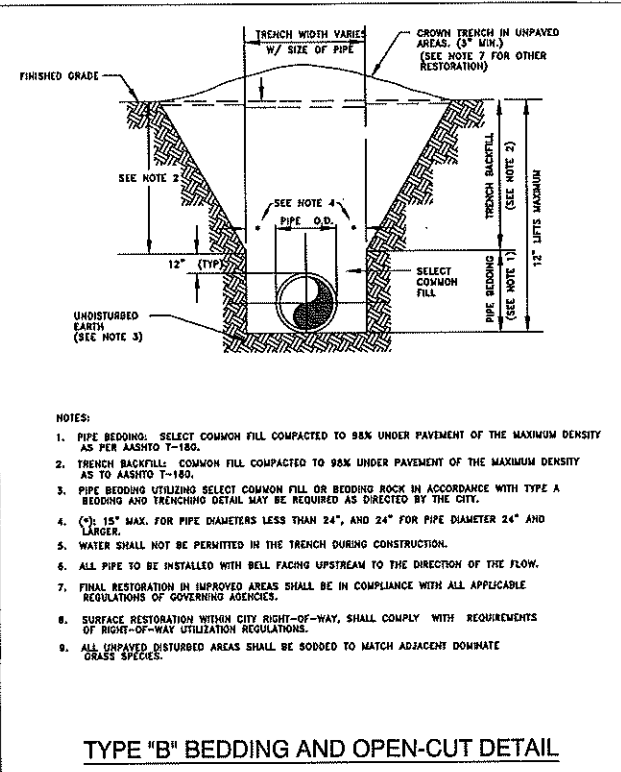 TRENCH WIDTH VARIES
W/ SIZE OF PIPE
CROWN TRENCH IN UNPAVED
AREAS. (3" MIN.)
(SEE NOTE 7 FOR OTHER
RESTORATION)
FINISHED GRADE
SEE NOTE 2
SEE NOTE 4
PIPE O.D.
12" (TYP)
SELECT
COMMON
FILL
UNDISTURBED
EARTH
(SEE NOTE 3)
TRENCH BACKFILL
(SEE NOTE 2)
PIPE BEDDING
(SEE NOTE 1)
12" LIFTS MAXIMUM
NOTES:
1. PIPE BEDDING: SELECT COMMON FILL COMPACTED TO 98% UNDER PAVEMENT OF THE MAXIMUM DENSITY
AS PER AASHTO T-180.
2. TRENCH BACKFILL: COMMON FILL COMPACTED TO 98% UNDER PAVEMENT OF THE MAXIMUM DENSITY
AS TO AASHTO T-180.
3. PIPE BEDDING UTILIZING SELECT COMMON FILL OR BEDDING ROCK IN ACCORDANCE WITH TYPE A
BEDDING AND TRENCHING DETAIL MAY BE REQUIRED AS DIRECTED BY THE CITY.
4. (*): 15" MAX. FOR PIPE DIAMETERS LESS THAN 24", AND 24" FOR PIPE DIAMETER 24" AND
LARGER.
5. WATER SHALL NOT BE PERMITTED IN THE TRENCH DURING CONSTRUCTION.
6. ALL PIPE TO BE INSTALLED WITH BELL FACING UPSTREAM TO THE DIRECTION OF THE FLOW.
7. FINAL RESTORATION IN IMPROVED AREAS SHALL BE IN COMPLIANCE WITH ALL APPLICABLE
REGULATIONS OF GOVERNING AGENCIES.
8. SURFACE RESTORATION WITHIN CITY RIGHT-OF-WAY, SHALL COMPLY WITH REQUIREMENTS
OF RIGHT-OF-WAY UTILIZATION REGULATIONS.
9. ALL UNPAVED DISTURBED AREAS SHALL BE SODDED TO MATCH ADJACENT DOMINATE
GRASS SPECIES.
TYPE "B" BEDDING AND OPEN-CUT DETAIL